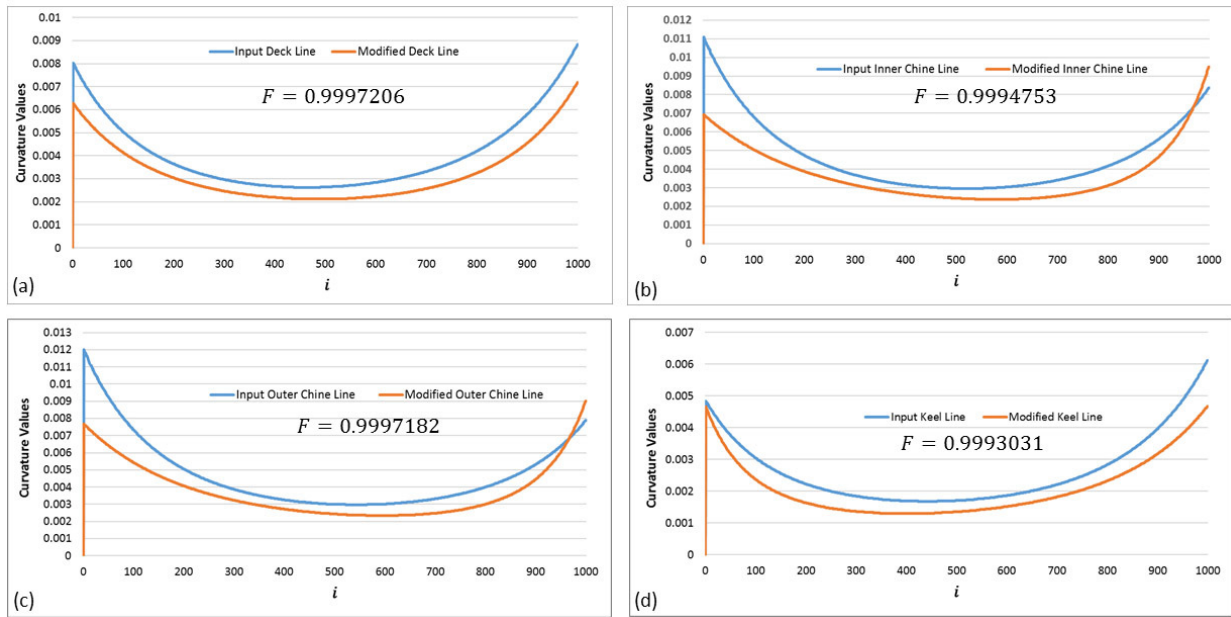 0.01
0.009
0.008
0.007
0.006
0.005
0.004
0.003
0.002
0.001
0
Curvature Values
Input Deck Line Modified Deck Line
F = 0.9997206
0 100 200 300 400 500 600 700 800 900 1000
i
(a)
0.012
0.011
0.01
0.009
0.008
0.007
0.006
0.005
0.004
0.003
0.002
0.001
0
Curvature Values
Input Inner Chine Line Modified Inner Chine Line
F = 0.9994753
0 100 200 300 400 500 600 700 800 900 1000
i
(b)
0.013
0.012
0.011
0.01
0.009
0.008
0.007
0.006
0.005
0.004
0.003
0.002
0.001
0
Curvature Values
Input Outer Chine Line Modified Outer Chine Line
F = 0.9997182
0 100 200 300 400 500 600 700 800 900 1000
i
(c)
0.007
0.006
0.005
0.004
0.003
0.002
0.001
0
Curvature Values
Input Keel Line Modified Keel Line
F = 0.9993031
0 100 200 300 400 500 600 700 800 900 1000
i
(d)